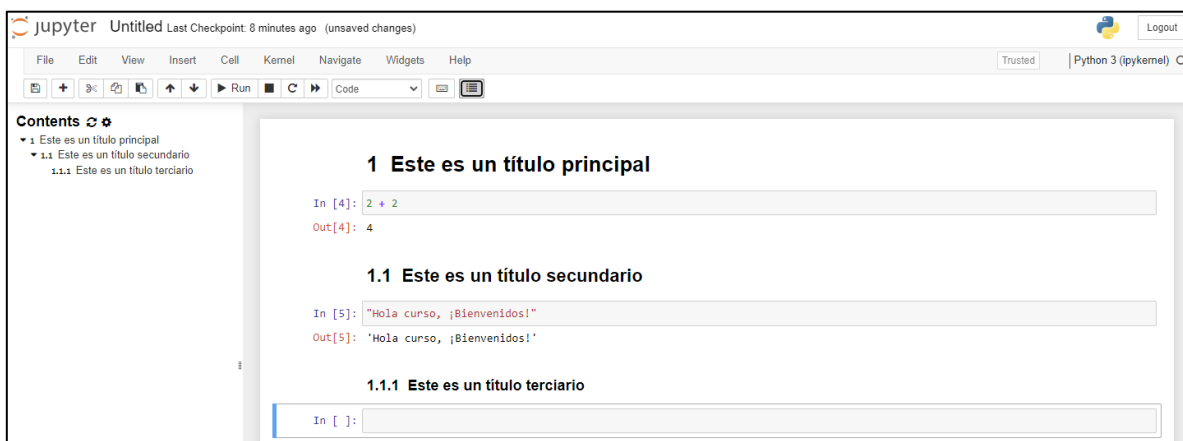 jupyter Untitled Last Checkpoint: 8 minutes ago (unsaved changes) Logout
File Edit View Insert Cell Kernel Navigate Widgets Help Trusted Python 3 (ipykernel)
Run Code
Contents
1 Este es un título principal
1.1 Este es un título secundario
1.1.1 Este es un título terciario
1 Este es un título principal
In [4]: 2 + 2
Out[4]: 4
1.1 Este es un título secundario
In [5]: "Hola curso, ¡Bienvenidos!"
Out[5]: 'Hola curso, ¡Bienvenidos!'
1.1.1 Este es un título terciario
In [ ]: